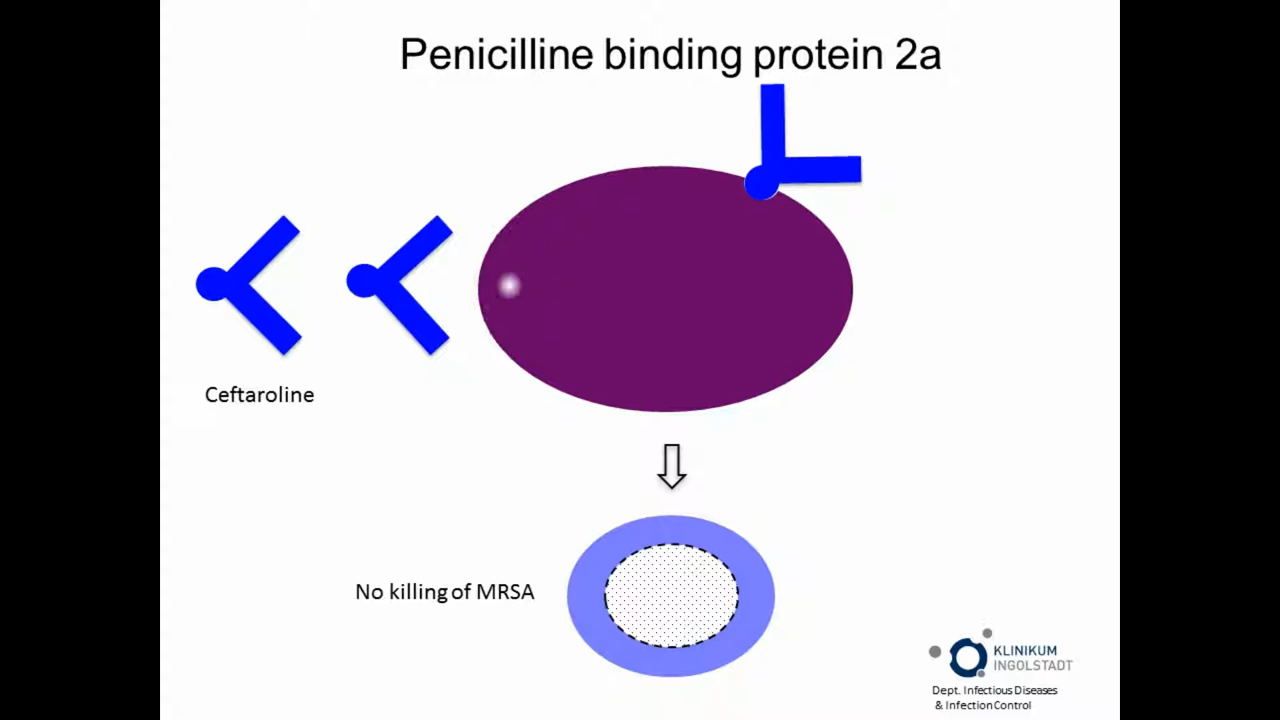 Penicilline binding protein 2a
Ceftaroline
No killing of MRSA
KLINIKUM
INGOLSTADT
Dept. Infectious Diseases
& Infection Control